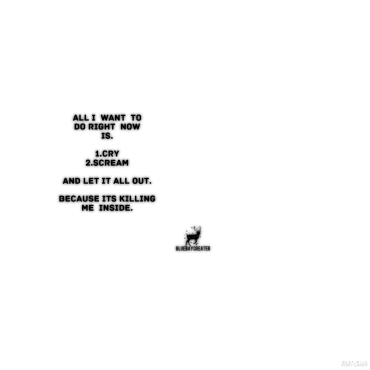 ALL I WANT TO
DO RIGHT NOW
IS.
1.CRY
2.SCREAM
AND LET IT ALL OUT.
BECAUSE ITS KILLING
ME INSIDE.